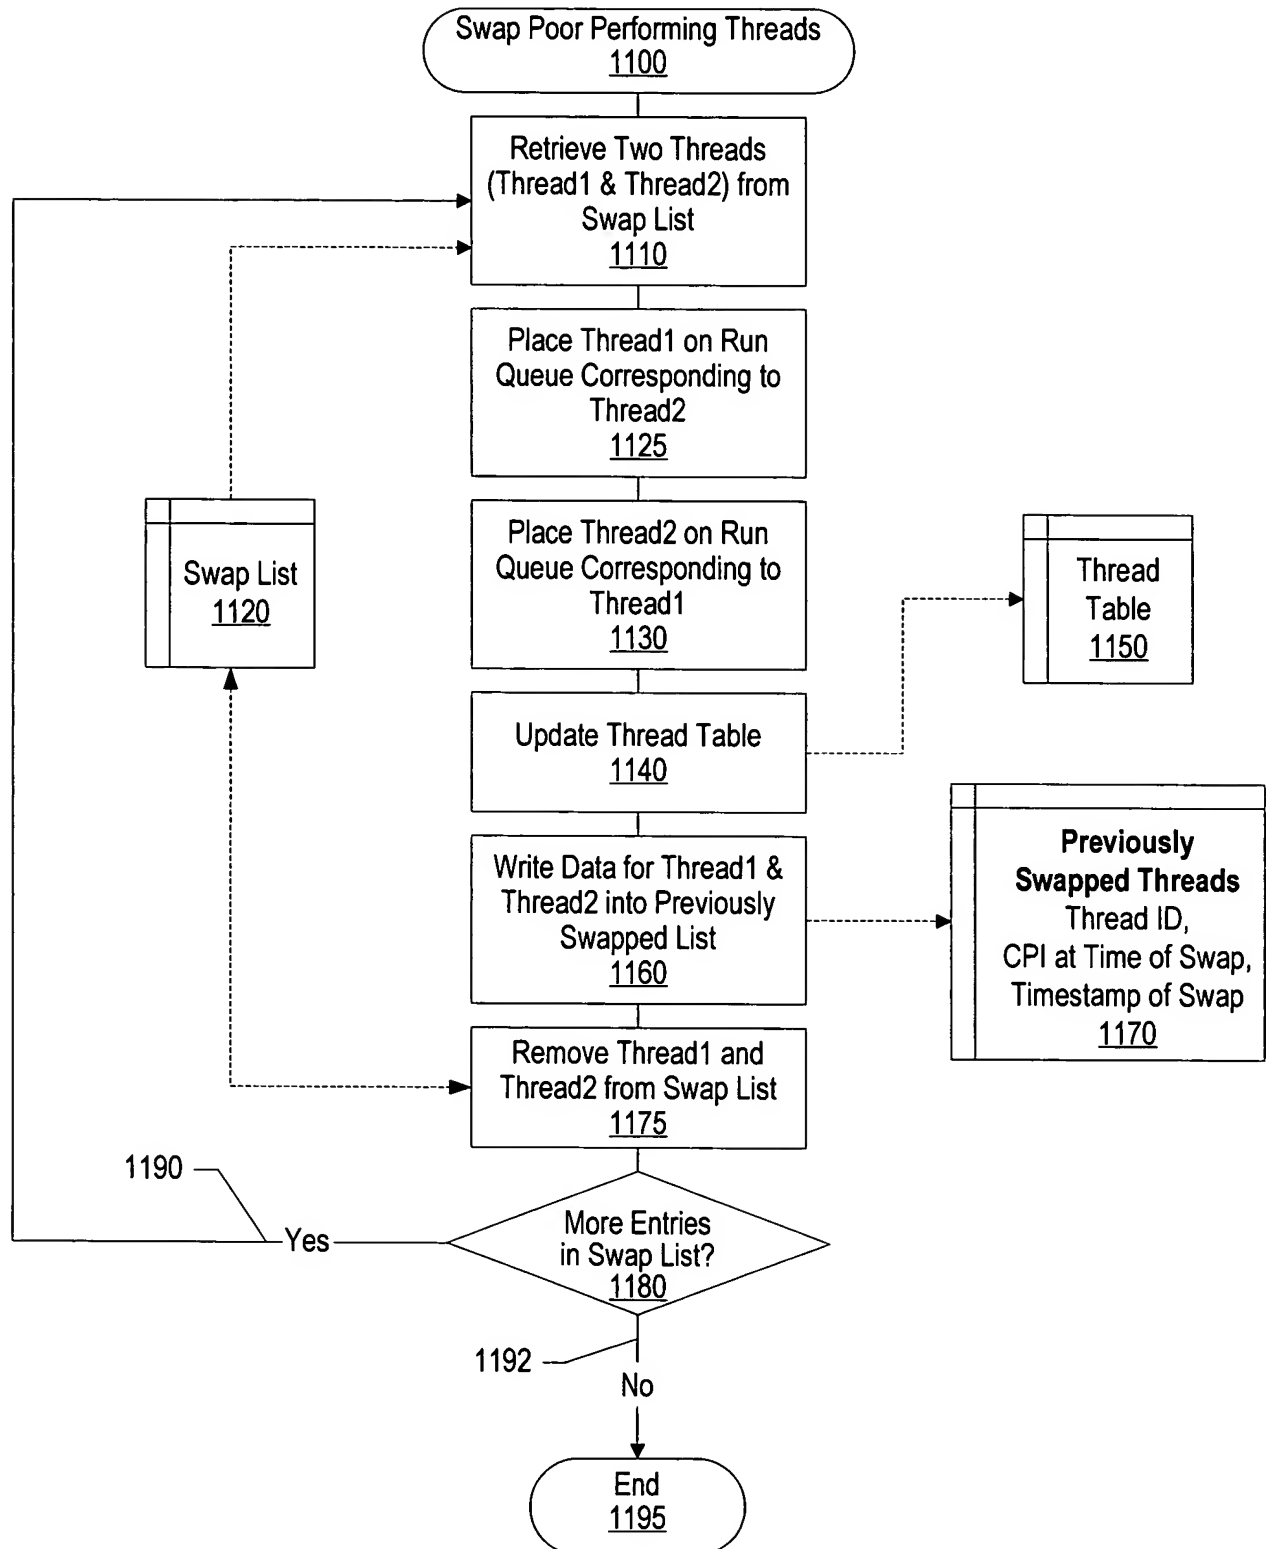 Swap Poor Performing Threads
1100
Retrieve Two Threads
(Thread1 & Thread2) from
Swap List
1110
Place Thread1 on Run
Queue Corresponding to
Thread2
1125
Place Thread2 on Run
Queue Corresponding to
Thread1
1130
Swap List
1120
Thread
Table
1150
Update Thread Table
1140
Previously
Swapped Threads
Thread ID,
CPI at Time of Swap,
Timestamp of Swap
1170
Write Data for Thread1 &
Thread2 into Previously
Swapped List
1160
Remove Thread1 and
Thread2 from Swap List
1175
1190
Yes
More Entries
in Swap List?
1180
1192
No
End
1195